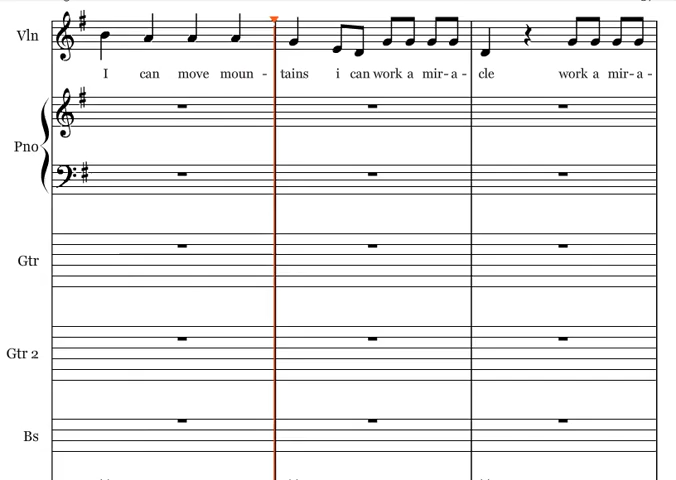 Vln
I can move moun - tains i can work a mir - a - cle work a mir - a -
Pno
Gtr
Gtr 2
Bs